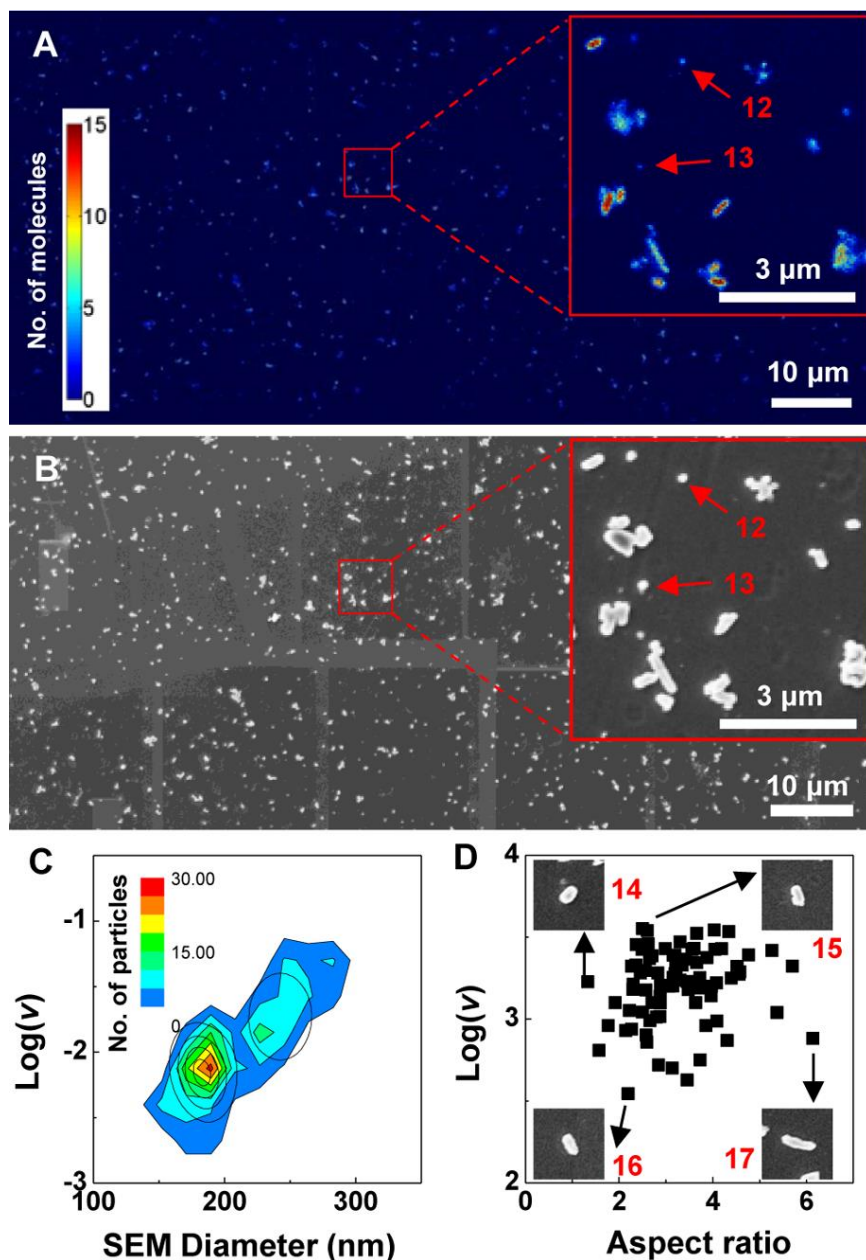 A
No. of molecules
15
10
5
0
12
13
3 µm
10 µm
B
12
13
3 µm
10 µm
C
No. of particles
30.00
15.00
0
-1
-2
-3
Log(v)
100
200
300
SEM Diameter (nm)
D
4
3
2
Log(v)
14
15
16
17
0
2
4
6
Aspect ratio